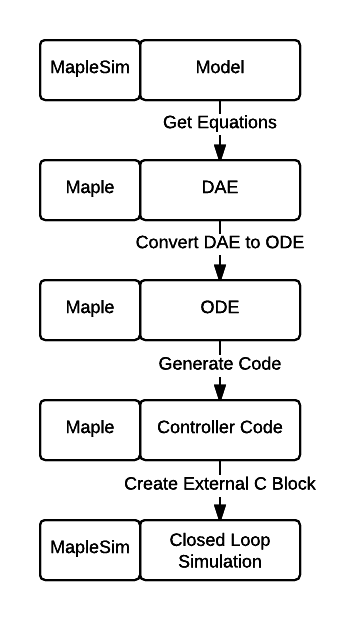 MapleSim Model
Get Equations
Maple DAE
Convert DAE to ODE
Maple ODE
Generate Code
Maple Controller Code
Create External C Block
MapleSim Closed Loop
Simulation